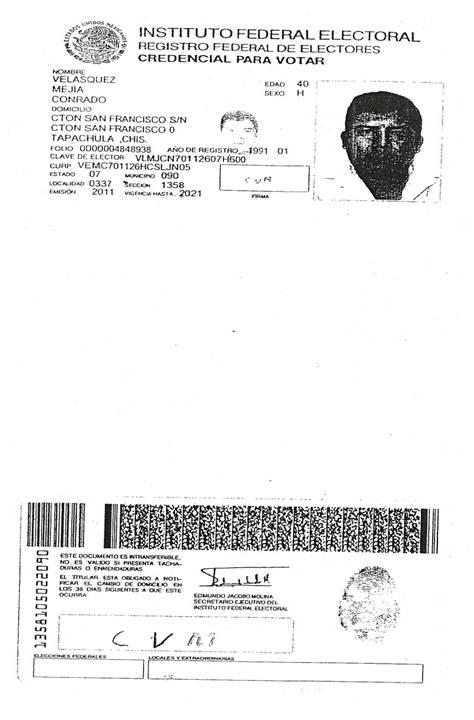 ESTADOS UNIDOS MEXICANOS
INSTITUTO FEDERAL ELECTORAL
REGISTRO FEDERAL DE ELECTORES
CREDENCIAL PARA VOTAR
NOMBRE
VELASQUEZ
MEJIA
CONRADO
EDAD 40
SEXO H
DOMICILIO
CTON SAN FRANCISCO S/N
CTON SAN FRANCISCO 0
TAPACHULA ,CHIS.
FOLIO 0000004848938 AÑO DE REGISTRO 1991 01
CLAVE DE ELECTOR VLMJCN70112607H600
CURP VEMC701126HCSLJN05
ESTADO 07 MUNICIPIO 090
LOCALIDAD 0337 SECCION 1358
EMISIÓN 2011 VIGENCIA HASTA 2021
C V M
FIRMA
ESTE DOCUMENTO ES INTRANSFERIBLE,
NO ES VALIDO SI PRESENTA TACHA-
DURAS O ENMENDADURAS
EL TITULAR ESTA OBLIGADO A NOTI-
FICAR EL CAMBIO DE DOMICILIO EN
LOS 30 DIAS SIGUIENTES A QUE ESTE
OCURRA
EDMUNDO JACOBO MOLINA
SECRETARIO EJECUTIVO DEL
INSTITUTO FEDERAL ELECTORAL
C V M
ELECCIONES FEDERALES
LOCALES Y EXTRAORDINARIAS